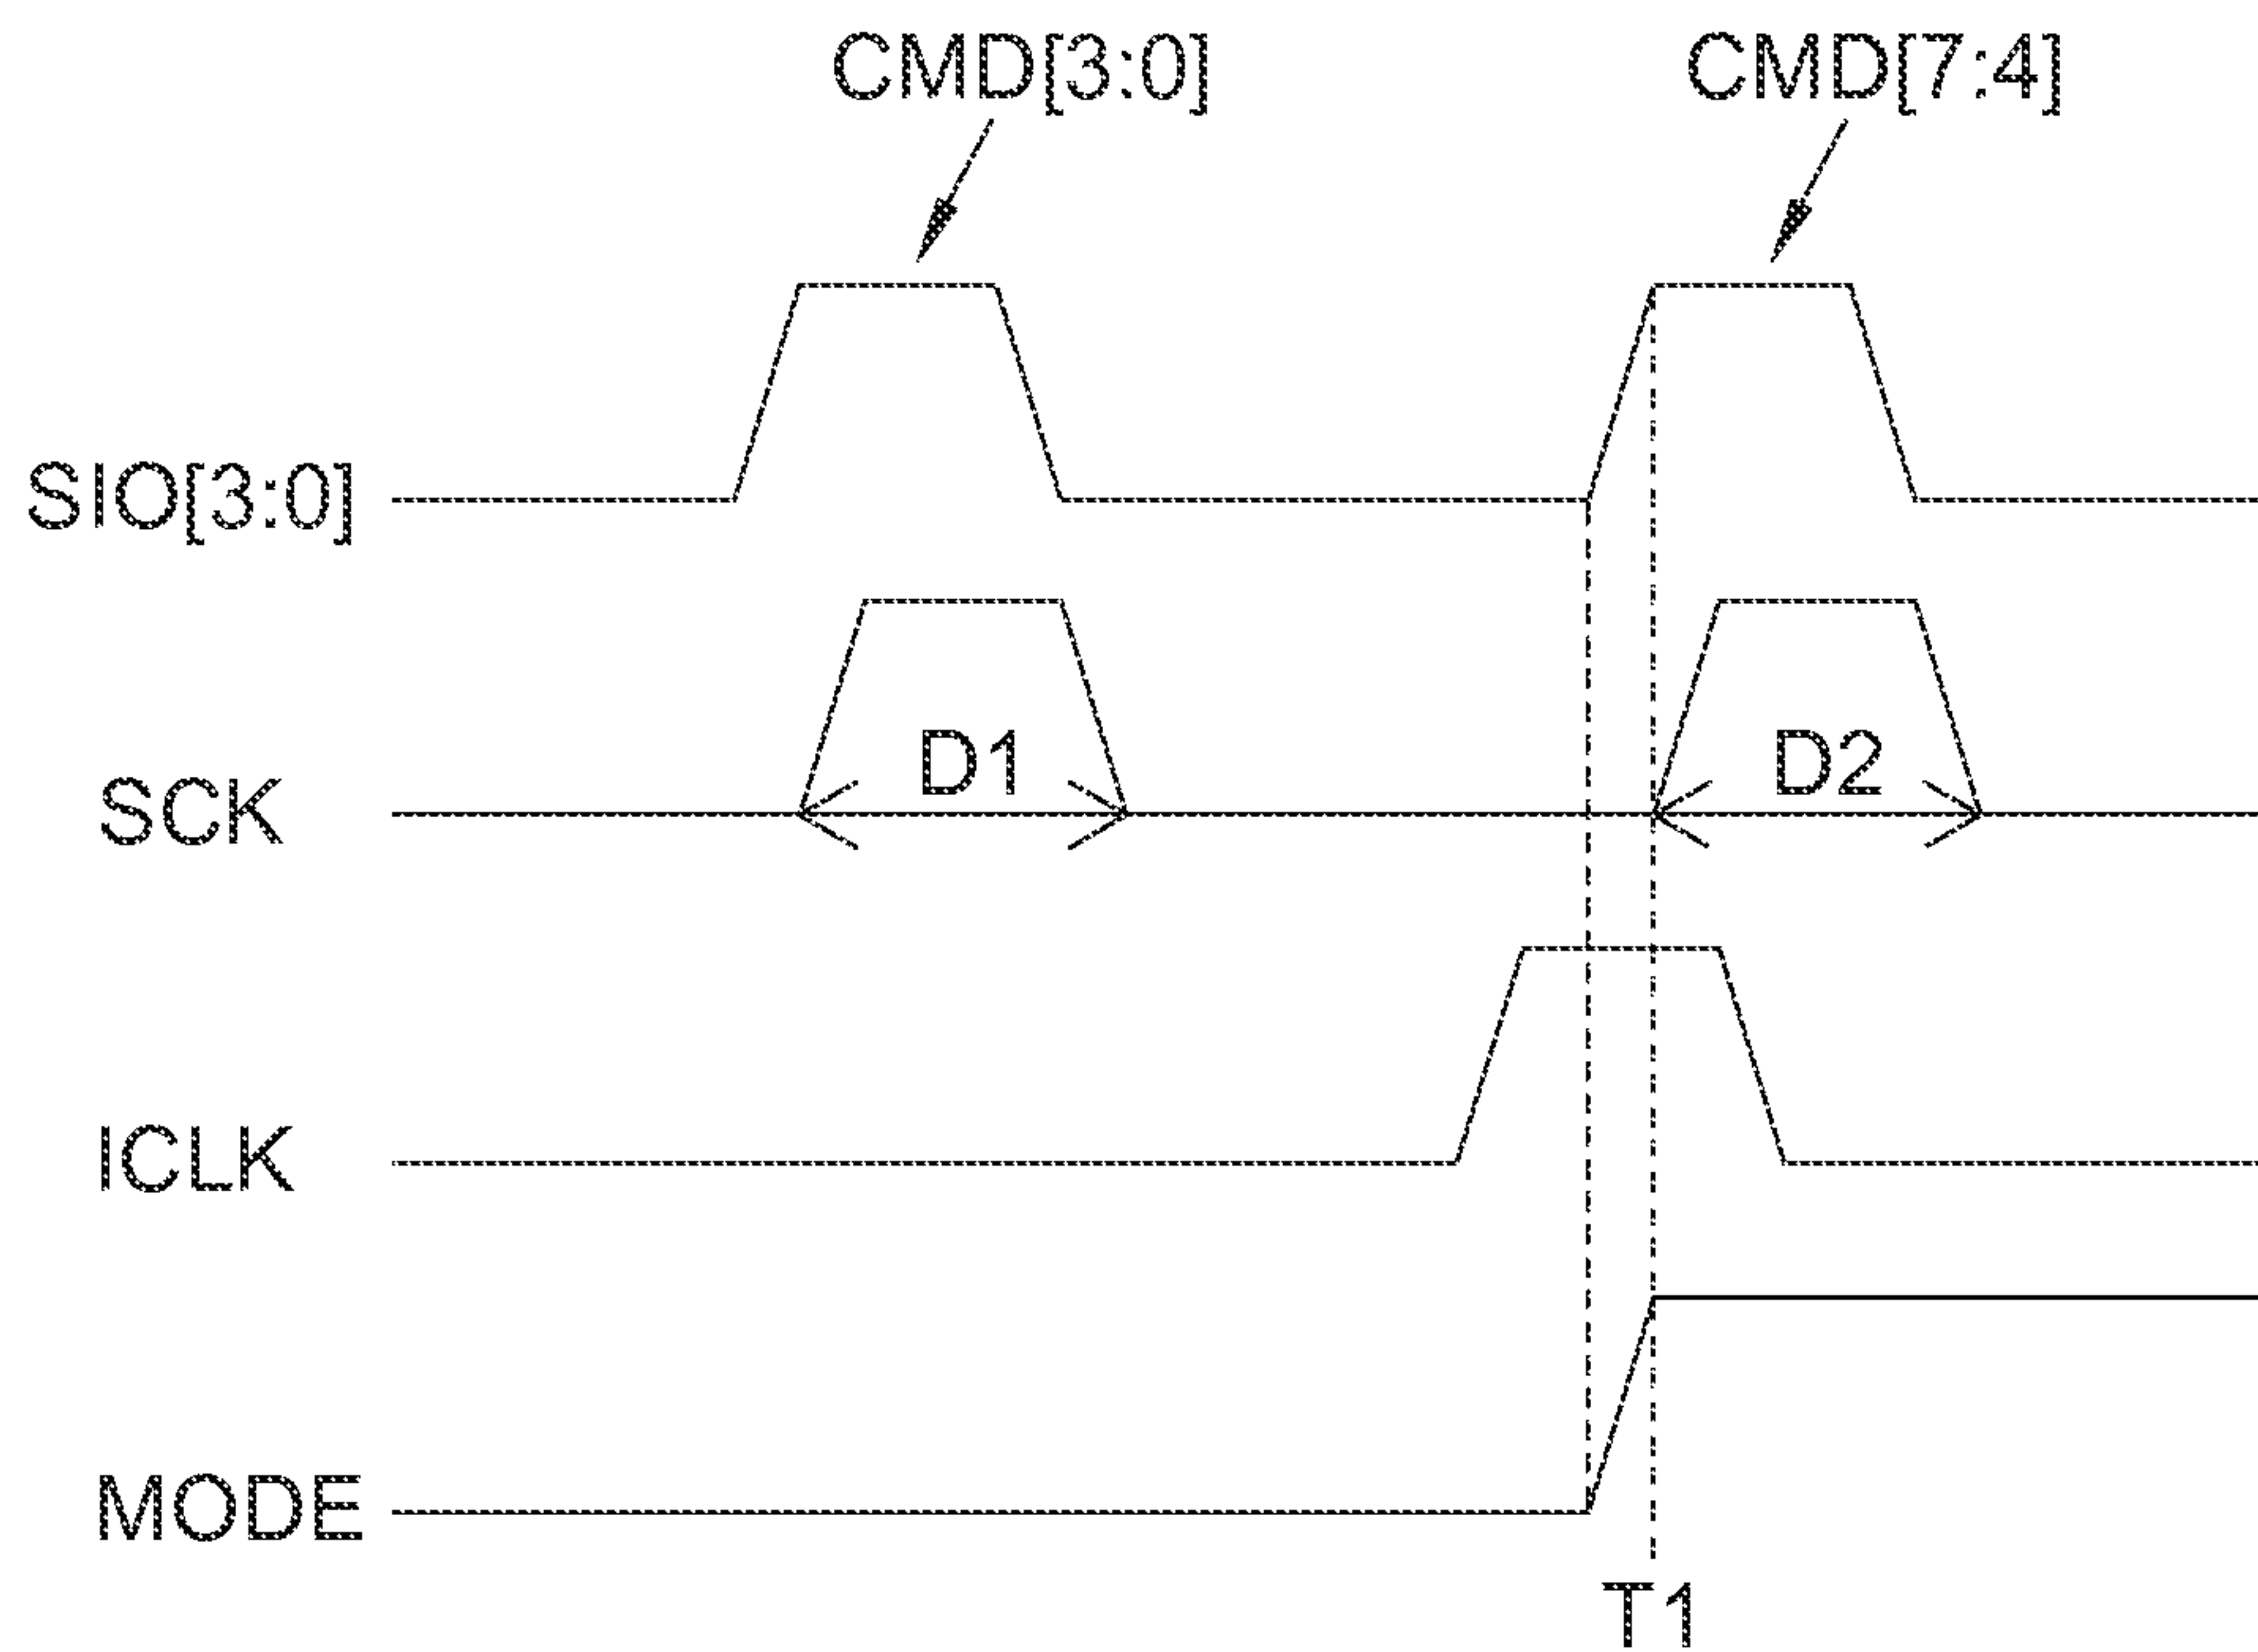 CMD[3:0]
CMD[7:4]
SIO[3:0]
D1
D2
SCK
ICLK
MODE
T1